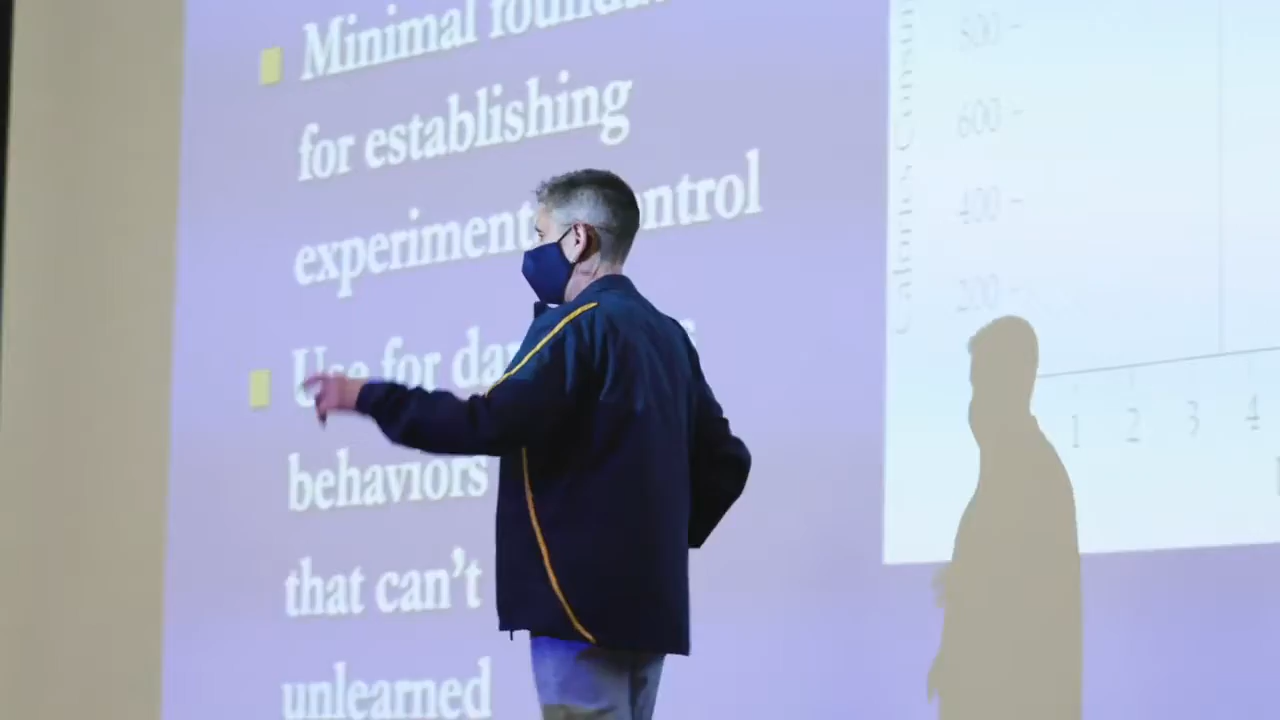 Minimal
for establishing
experiment ntrol
Use for
behaviors
that can't
unlearned
800
600
400
200
Calories
1 2 3 4